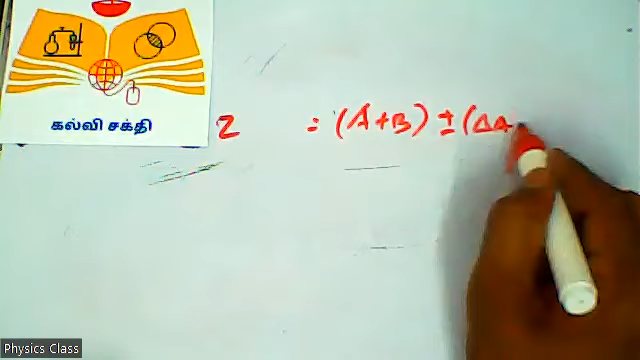 கல்வி சக்தி
Z = (A+B) ± (ΔA
Physics Class